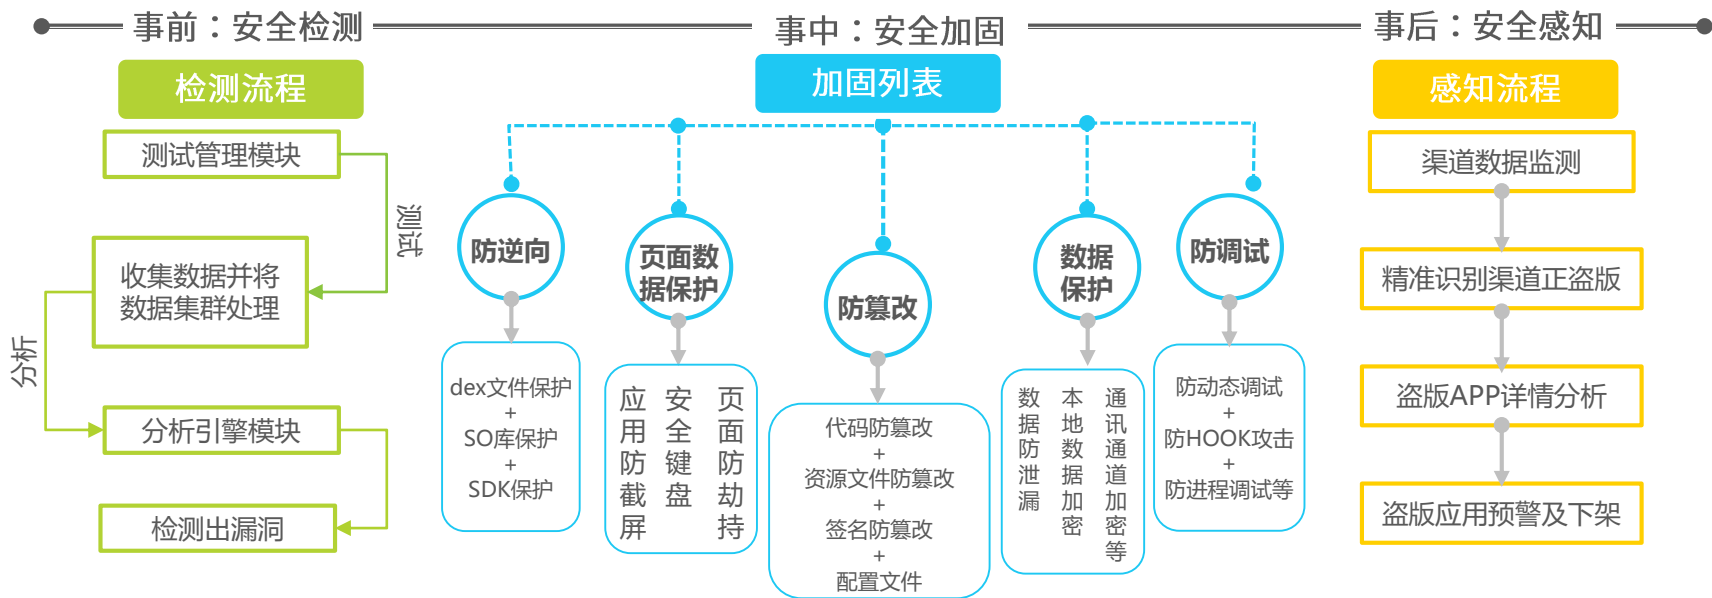 事前：安全检测
事中：安全加固
事后：安全感知
检测流程
测试管理模块
测试
收集数据并将
数据集群处理
分析
分析引擎模块
检测出漏洞
加固列表
防逆向
dex文件保护
+
SO库保护
+
SDK保护
页面数
据保护
应用防截屏
安全键盘
页面防劫持
防篡改
代码防篡改
+
资源文件防篡改
+
签名防篡改
+
配置文件
数据
保护
数据防泄漏
本地数据加密
通讯通道加密等
防调试
防动态调试
+
防HOOK攻击
+
防进程调试等
感知流程
渠道数据监测
精准识别渠道正盗版
盗版APP详情分析
盗版应用预警及下架